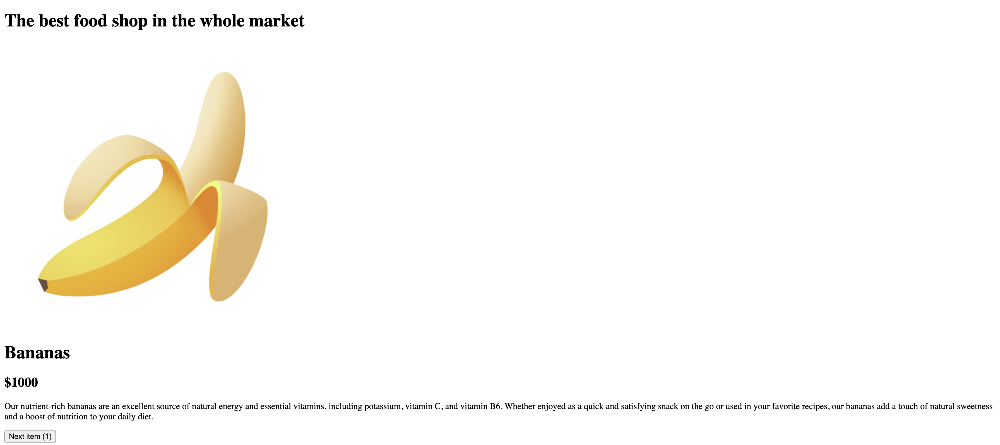 The best food shop in the whole market
Bananas
$1000
Our nutrient-rich bananas are an excellent source of natural energy and essential vitamins, including potassium, vitamin C, and vitamin B6. Whether enjoyed as a quick and satisfying snack on the go or used in your favorite recipes, our bananas add a touch of natural sweetness
and a boost of nutrition to your daily diet.
Next item (1)